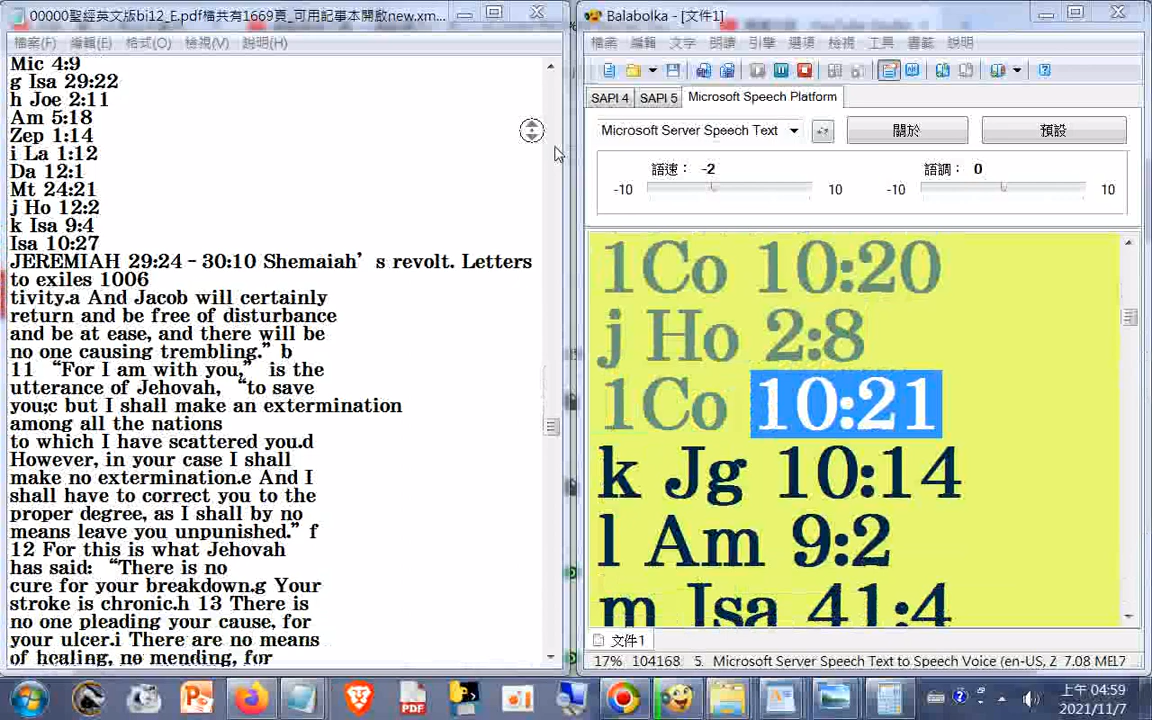 00000聖經英文版bi12_E.pdf檔共有1669頁_可用記事本開啟new.xm...
檔案(F) 編輯(E) 格式(O) 檢視(V) 說明(H)
Mic 4:9
g Isa 29:22
h Joe 2:11
Am 5:18
Zep 1:14
i La 1:12
Da 12:1
Mt 24:21
j Ho 12:2
k Isa 9:4
Isa 10:27
JEREMIAH 29:24–30:10 Shemaiah’s revolt. Letters
to exiles 1006
tivity.a And Jacob will certainly
return and be free of disturbance
and be at ease, and there will be
no one causing trembling.” b
11 “For I am with you,” is the
utterance of Jehovah, “to save
you;c but I shall make an extermination
among all the nations
to which I have scattered you.d
However, in your case I shall
make no extermination.e And I
shall have to correct you to the
proper degree, as I shall by no
means leave you unpunished.” f
12 For this is what Jehovah
has said: “There is no
cure for your breakdown.g Your
stroke is chronic.h 13 There is
no one pleading your cause, for
your ulcer.i There are no means
of healing, no mending, for
Balabolka - [文件1]
檔案 編輯 文字 朗讀 引擎 選項 檢視 工具 書籤 說明
SAPI 4 SAPI 5 Microsoft Speech Platform
Microsoft Server Speech Text 關於 預設
語速： -2 語調： 0
-10 10 -10 10
1Co 10:20
j Ho 2:8
1Co 10:21
k Jg 10:14
l Am 9:2
m Isa 41:4
文件1
17% 104168 5. Microsoft Server Speech Text to Speech Voice (en-US, Z 7.08 MEL7
上午 04:59
2021/11/7